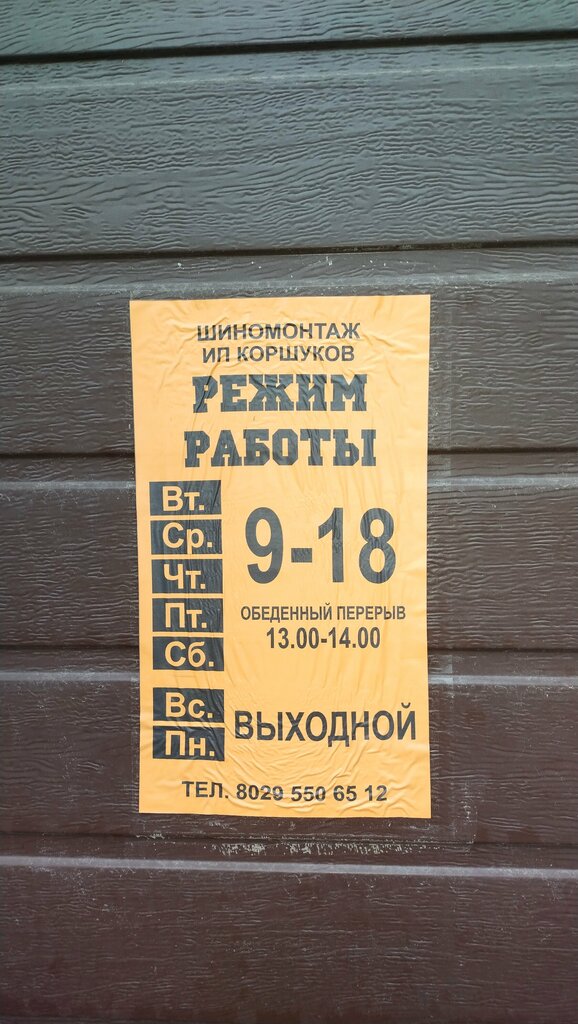 ШИНОМОНТАЖ
ИП КОРШУКОВ
РЕЖИМ
РАБОТЫ
Вт.
Ср.
Чт.
Пт.
Сб.
9-18
ОБЕДЕННЫЙ ПЕРЕРЫВ
13.00-14.00
Вс.
Пн.
ВЫХОДНОЙ
ТЕЛ. 8029 550 65 12